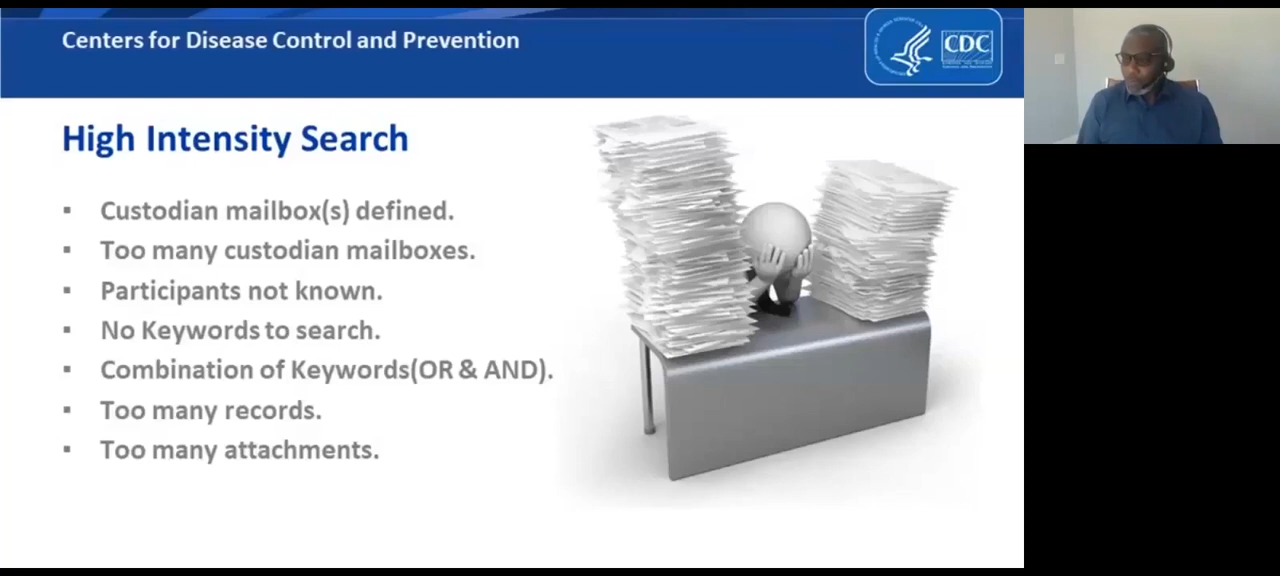 Centers for Disease Control and Prevention
CDC
High Intensity Search
▪ Custodian mailbox(s) defined.
▪ Too many custodian mailboxes.
▪ Participants not known.
▪ No Keywords to search.
▪ Combination of Keywords(OR & AND).
▪ Too many records.
▪ Too many attachments.